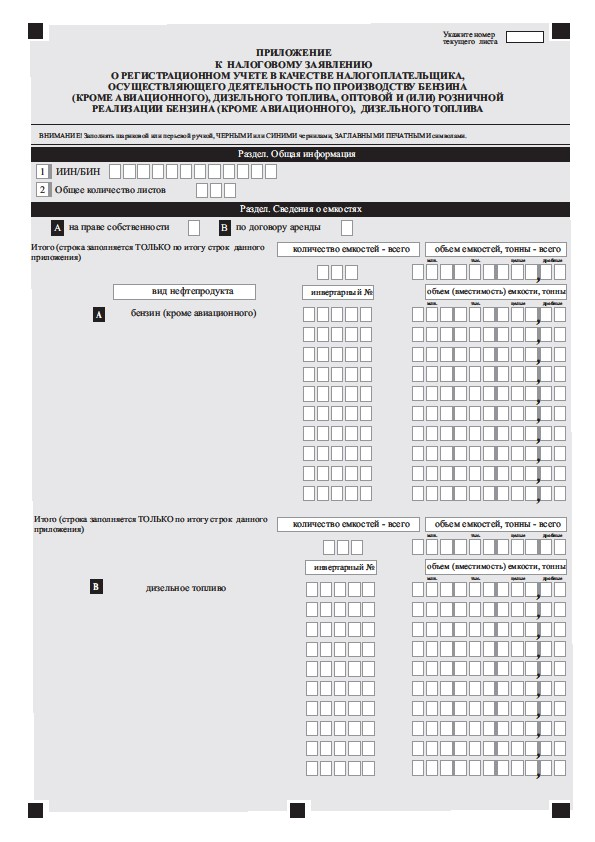 Укажите номер
текущего листа
ПРИЛОЖЕНИЕ
К НАЛОГОВОМУ ЗАЯВЛЕНИЮ
О РЕГИСТРАЦИОННОМ УЧЕТЕ В КАЧЕСТВЕ НАЛОГОПЛАТЕЛЬЩИКА,
ОСУЩЕСТВЛЯЮЩЕГО ДЕЯТЕЛЬНОСТЬ ПО ПРОИЗВОДСТВУ БЕНЗИНА
(КРОМЕ АВИАЦИОННОГО), ДИЗЕЛЬНОГО ТОПЛИВА, ОПТОВОЙ И (ИЛИ) РОЗНИЧНОЙ
РЕАЛИЗАЦИИ БЕНЗИНА (КРОМЕ АВИАЦИОННОГО), ДИЗЕЛЬНОГО ТОПЛИВА
ВНИМАНИЕ! Заполнять шариковой или перьевой ручкой, ЧЕРНЫМИ или СИНИМИ чернилами, ЗАГЛАВНЫМИ ПЕЧАТНЫМИ символами.
Раздел. Общая информация
1 ИИН/БИН
2 Общее количество листов
Раздел. Сведения о емкостях
А на праве собственности В по договору аренды
Итого (строка заполняется ТОЛЬКО по итогу строк данного
приложения)
количество емкостей - всего объем емкостей, тонны - всего
млн. тыс. целые дробные
,
вид нефтепродукта инвертарный № объем (вместимость) емкости, тонны
млн. тыс. целые дробные
А бензин (кроме авиационного) ,
,
,
,
,
,
,
,
,
,
Итого (строка заполняется ТОЛЬКО по итогу строк данного
приложения)
количество емкостей - всего объем емкостей, тонны - всего
млн. тыс. целые дробные
,
инвертарный № объем (вместимость) емкости, тонны
млн. тыс. целые дробные
В дизельное топливо ,
,
,
,
,
,
,
,
,
,